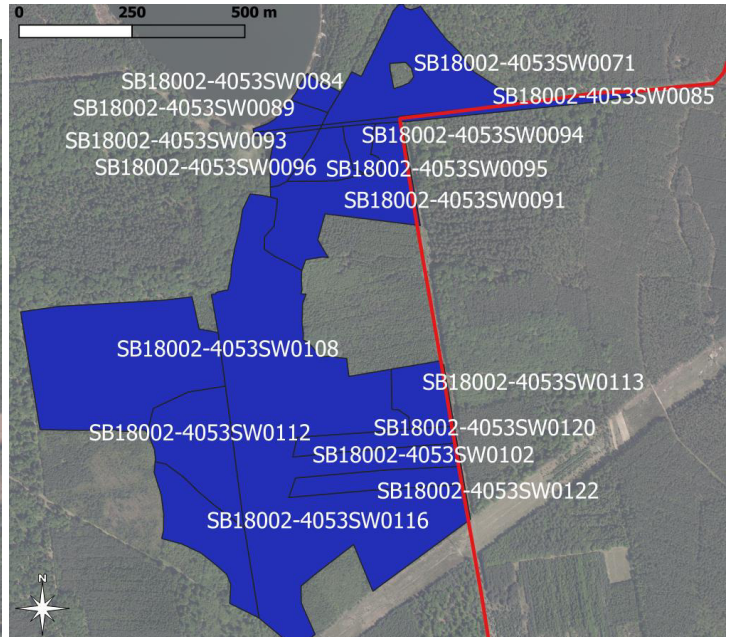 0 250 500 m
SB18002-4053SW0071
SB18002-4053SW0084
SB18002-4053SW0085
SB18002-4053SW0089
SB18002-4053SW0094
SB18002-4053SW0093
SB18002-4053SW0096
SB18002-4053SW0095
SB18002-4053SW0091
SB18002-4053SW0108
SB18002-4053SW0113
SB18002-4053SW0120
SB18002-4053SW0112
SB18002-4053SW0102
SB18002-4053SW0122
SB18002-4053SW0116
N